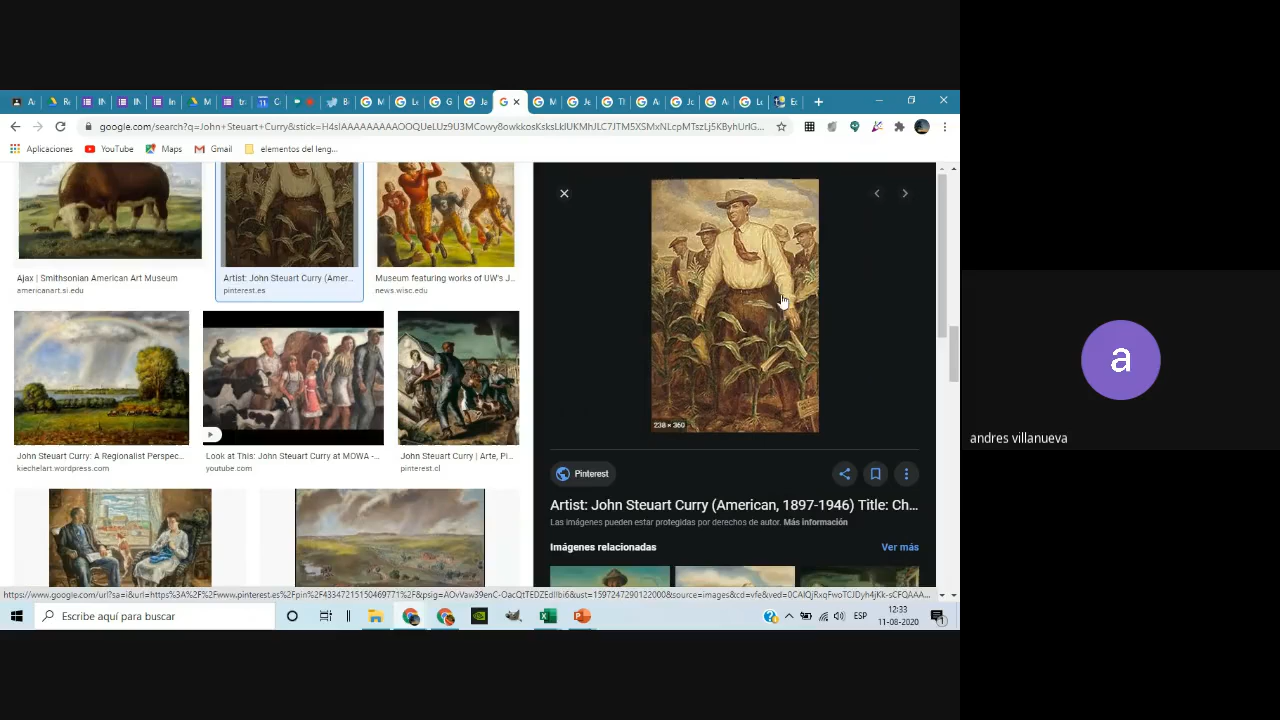 google.com/search?q=John+Steuart+Curry&stick=
Aplicaciones
YouTube
Maps
Gmail
elementos del leng...
Ajax | Smithsonian American Art Museum
americanart.si.edu
Artist: John Steuart Curry (Amer...
pinterest.es
Museum featuring works of UW's J...
news.wisc.edu
John Steuart Curry: A Regionalist Perspec...
kiechelart.wordpress.com
Look at This: John Steuart Curry at MOWA -...
youtube.com
John Steuart Curry | Arte, Pi...
pinterest.cl
238 × 360
Pinterest
Artist: John Steuart Curry (American, 1897-1946) Title: Ch...
Las imágenes pueden estar protegidas por derechos de autor. Más información
Imágenes relacionadas
Ver más
Escribe aquí para buscar
ESP
12:33
11-08-2020
a
andres villanueva